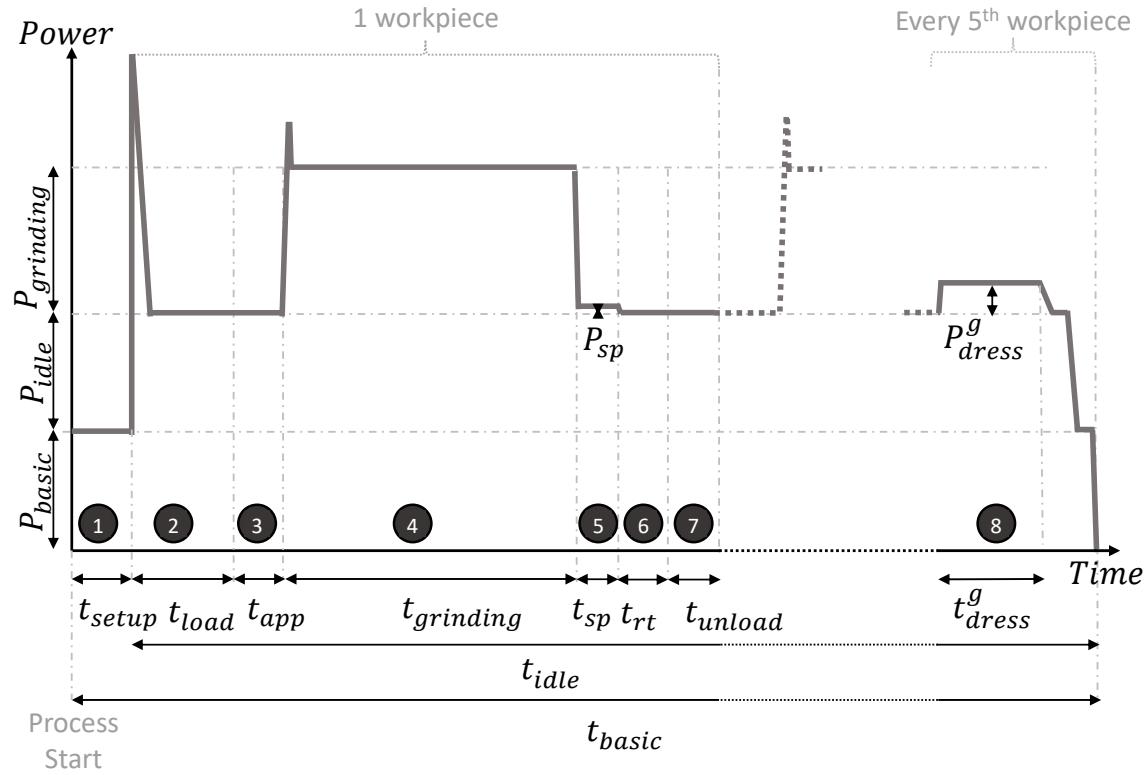 1 workpiece
Every 5th workpiece
Power
P_grinding
P_idle
P_basic
P_sp
P^g_dress
1 2 3 4 5 6 7 8
Time
t_setup t_load t_app t_grinding t_sp t_rt t_unload t^g_dress
t_idle
t_basic
Process
Start